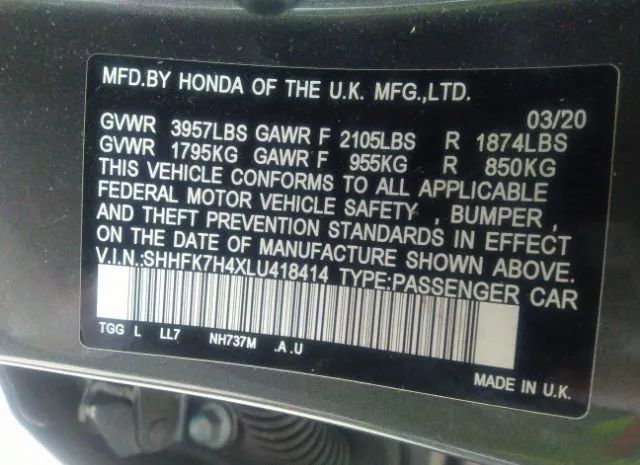 MFD.BY HONDA OF THE U.K. MFG.,LTD.
03/20
GVWR 3957LBS GAWR F 2105LBS R 1874LBS
GVWR 1795KG GAWR F 955KG R 850KG
THIS VEHICLE CONFORMS TO ALL APPLICABLE
FEDERAL MOTOR VEHICLE SAFETY , BUMPER ,
AND THEFT PREVENTION STANDARDS IN EFFECT
ON THE DATE OF MANUFACTURE SHOWN ABOVE.
V.I.N.:SHHFK7H4XLU418414 TYPE:PASSENGER CAR
TGG L LL7 NH737M .A .U
MADE IN U.K.